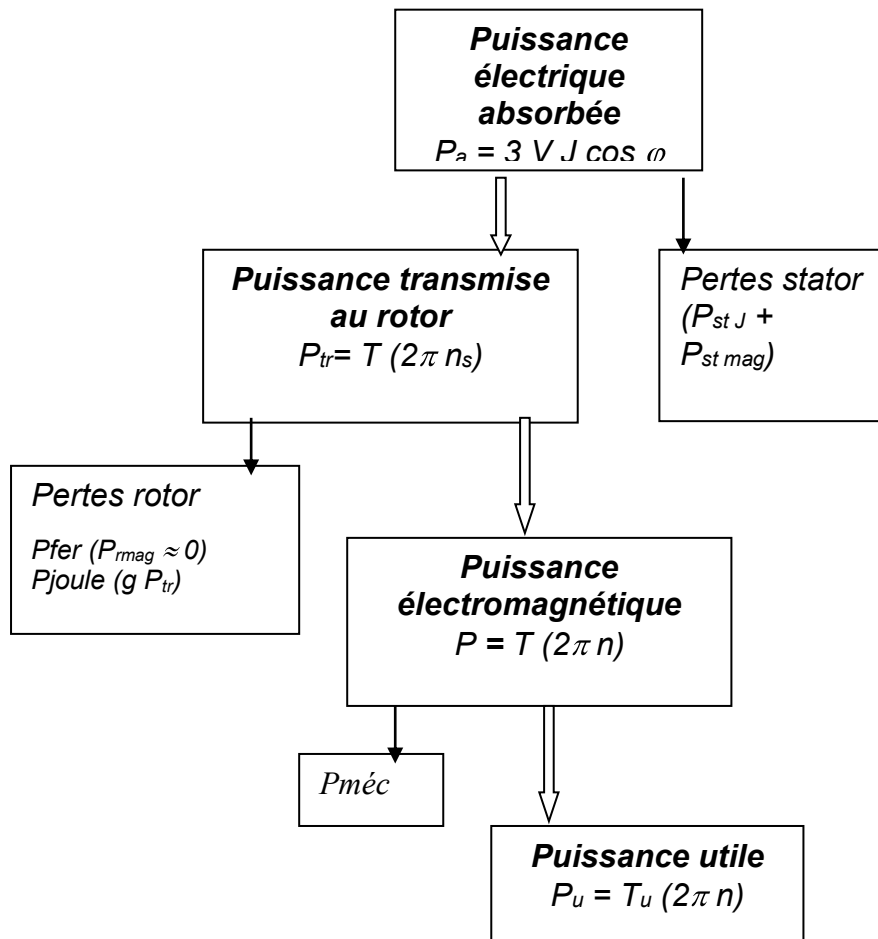 Puissance
électrique
absorbée
Pₐ = 3 V J cos φ
Puissance transmise
au rotor
Ptr= T (2π ns)
Pertes stator
(Pst J +
Pst mag)
Pertes rotor
Pfer (Prmag ≈ 0)
Pjoule (g Ptr)
Puissance
électromagnétique
P = T (2π n)
Pméc
Puissance utile
Pu = Tu (2π n)